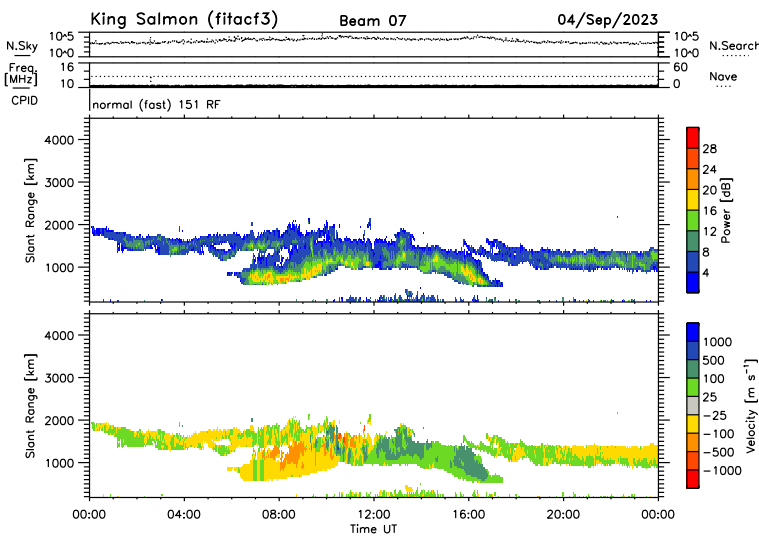 King Salmon (fitacf3) Beam 07 04/Sep/2023
N.Sky 10^5 10^0 10^5 10^0 N.Search
Freq [MHz] 16 10 60 0 Nave
CPID normal (fast) 151 RF
Slant Range [km] 4000 3000 2000 1000
28 24 20 16 12 8 4 Power [dB]
Slant Range [km] 4000 3000 2000 1000
1000 500 100 25 −25 −100 −500 −1000 Velocity [m s⁻¹]
00:00 04:00 08:00 12:00 16:00 20:00 00:00
Time UT